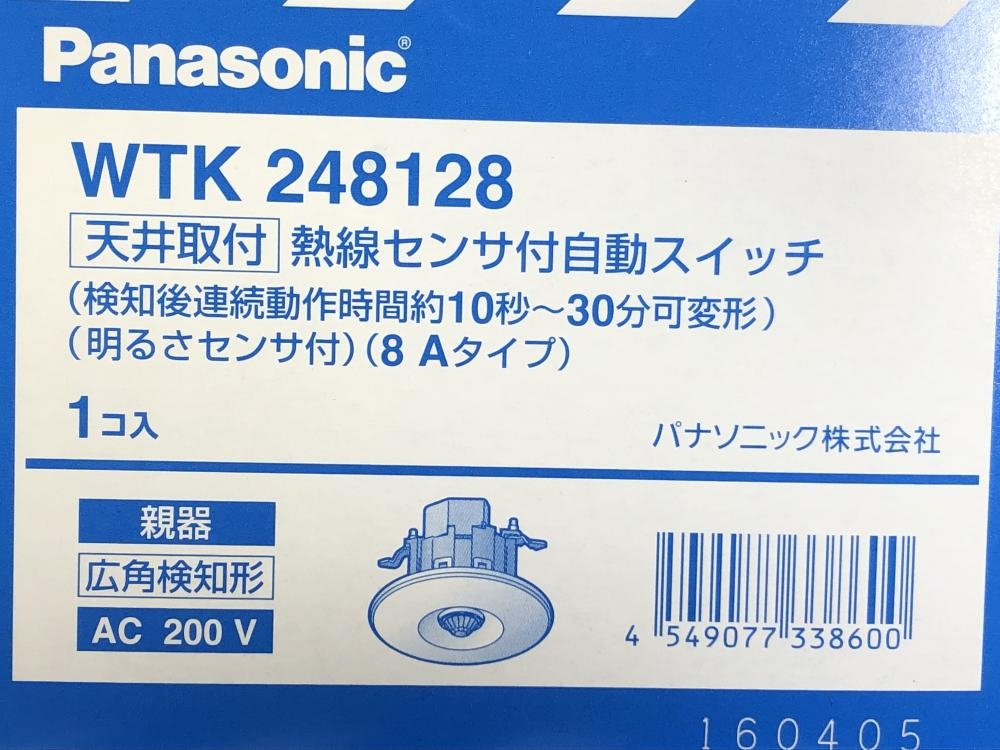 Panasonic®
WTK 248128
天井取付 熱線センサ付自動スイッチ
(検知後連続動作時間約10秒～30分可変形)
(明るさセンサ付)(8 Aタイプ)
1コ入
パナソニック株式会社
親器
広角検知形
AC 200 V
4 549077 338600
160405